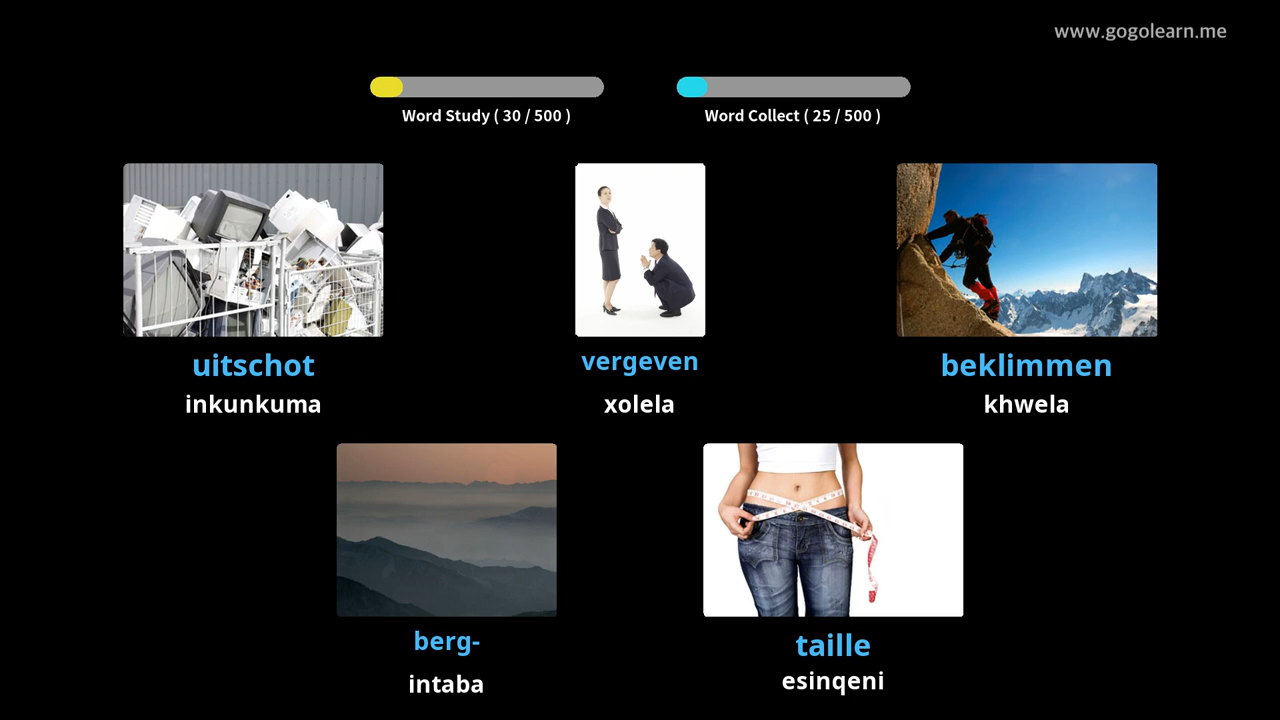 www.gogolearn.me
Word Study ( 30 / 500 )
Word Collect ( 25 / 500 )
uitschot
inkunkuma
vergeven
xolela
beklimmen
khwela
berg-
intaba
taille
esinqeni